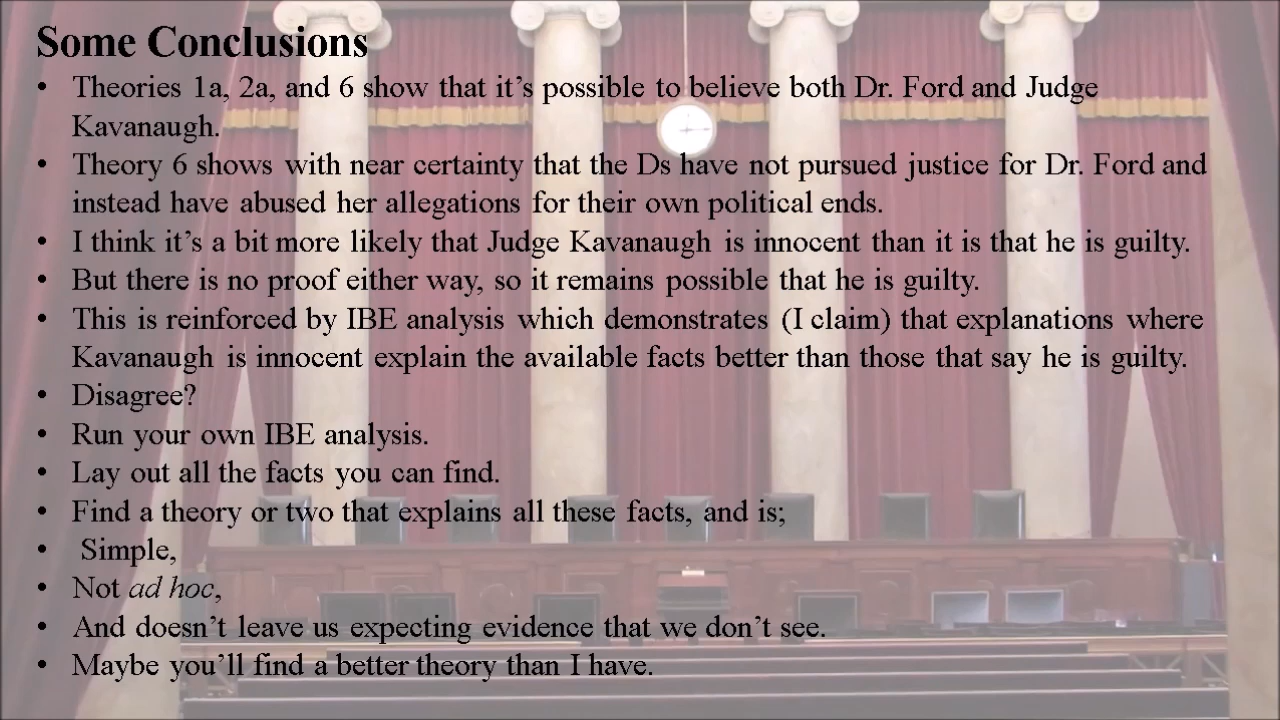 Some Conclusions
• Theories 1a, 2a, and 6 show that it's possible to believe both Dr. Ford and Judge
Kavanaugh.
• Theory 6 shows with near certainty that the Ds have not pursued justice for Dr. Ford and
instead have abused her allegations for their own political ends.
• I think it's a bit more likely that Judge Kavanaugh is innocent than it is that he is guilty.
• But there is no proof either way, so it remains possible that he is guilty.
• This is reinforced by IBE analysis which demonstrates (I claim) that explanations where
Kavanaugh is innocent explain the available facts better than those that say he is guilty.
• Disagree?
• Run your own IBE analysis.
• Lay out all the facts you can find.
• Find a theory or two that explains all these facts, and is;
• Simple,
• Not ad hoc,
• And doesn't leave us expecting evidence that we don't see.
• Maybe you'll find a better theory than I have.